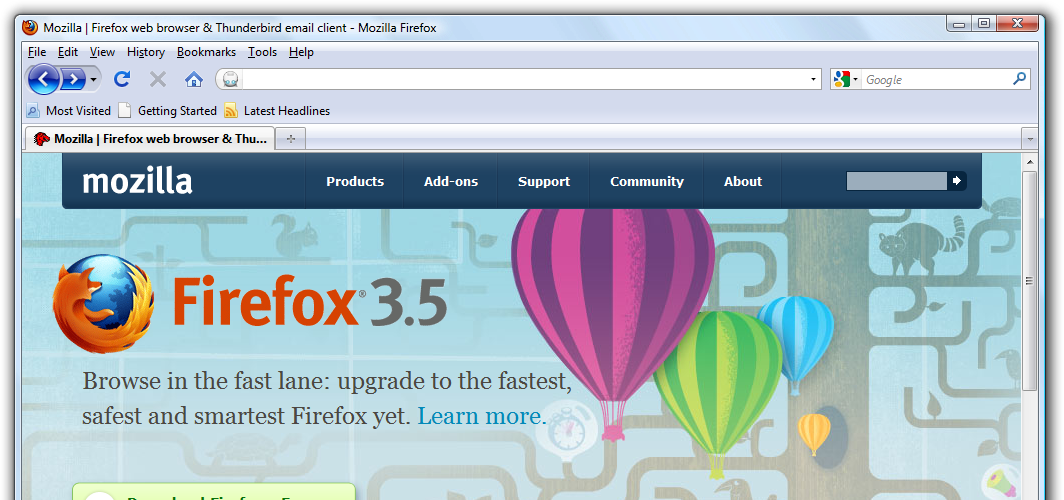 Mozilla | Firefox web browser & Thunderbird email client - Mozilla Firefox
File Edit View History Bookmarks Tools Help
Google
Most Visited Getting Started Latest Headlines
Mozilla | Firefox web browser & Thu...
mozilla Products Add-ons Support Community About
Firefox® 3.5
Browse in the fast lane: upgrade to the fastest,
safest and smartest Firefox yet. Learn more.